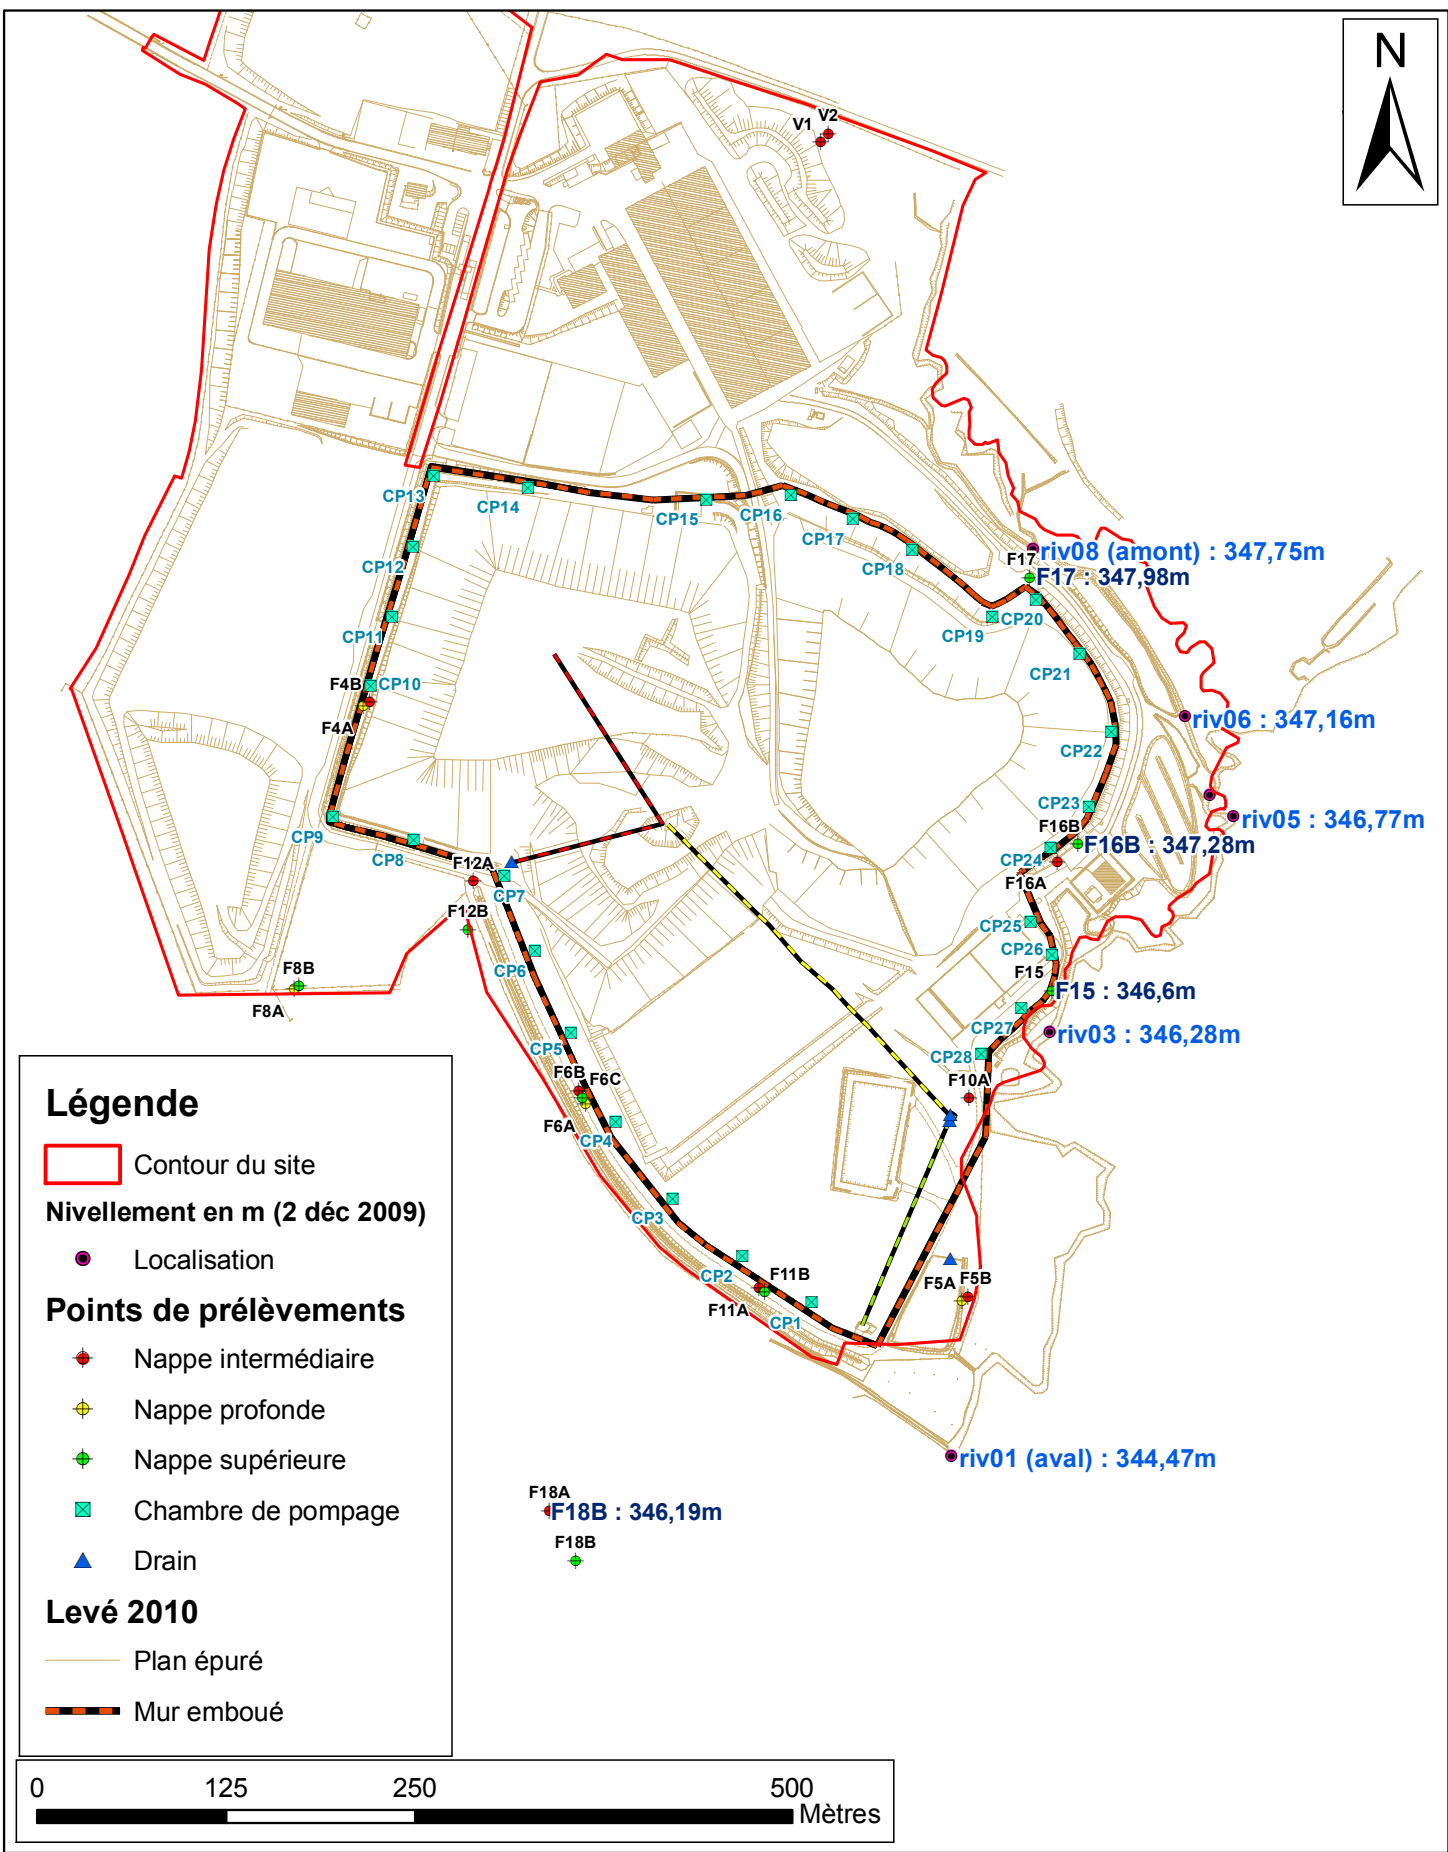 N
V1
V2
CP13
CP14
CP15
CP16
CP17
CP18
CP12
F17
riv08 (amont) : 347,75m
F17 : 347,98m
CP11
CP19
CP20
CP21
F4B
CP10
F4A
riv06 : 347,16m
CP22
CP23
CP9
CP8
F16B
riv05 : 346,77m
F16B : 347,28m
CP24
F12A
CP7
F16A
F12B
CP25
CP26
CP6
F8B
F15
F15 : 346,6m
F8A
CP27
riv03 : 346,28m
CP5
CP28
F6B
F6C
F10A
F6A
CP4
CP3
CP2
F11B
F5A
F5B
F11A
CP1
riv01 (aval) : 344,47m
F18A
F18B : 346,19m
F18B
Légende
Contour du site
Nivellement en m (2 déc 2009)
Localisation
Points de prélèvements
Nappe intermédiaire
Nappe profonde
Nappe supérieure
Chambre de pompage
Drain
Levé 2010
Plan épuré
Mur emboué
0 125 250 500
Mètres